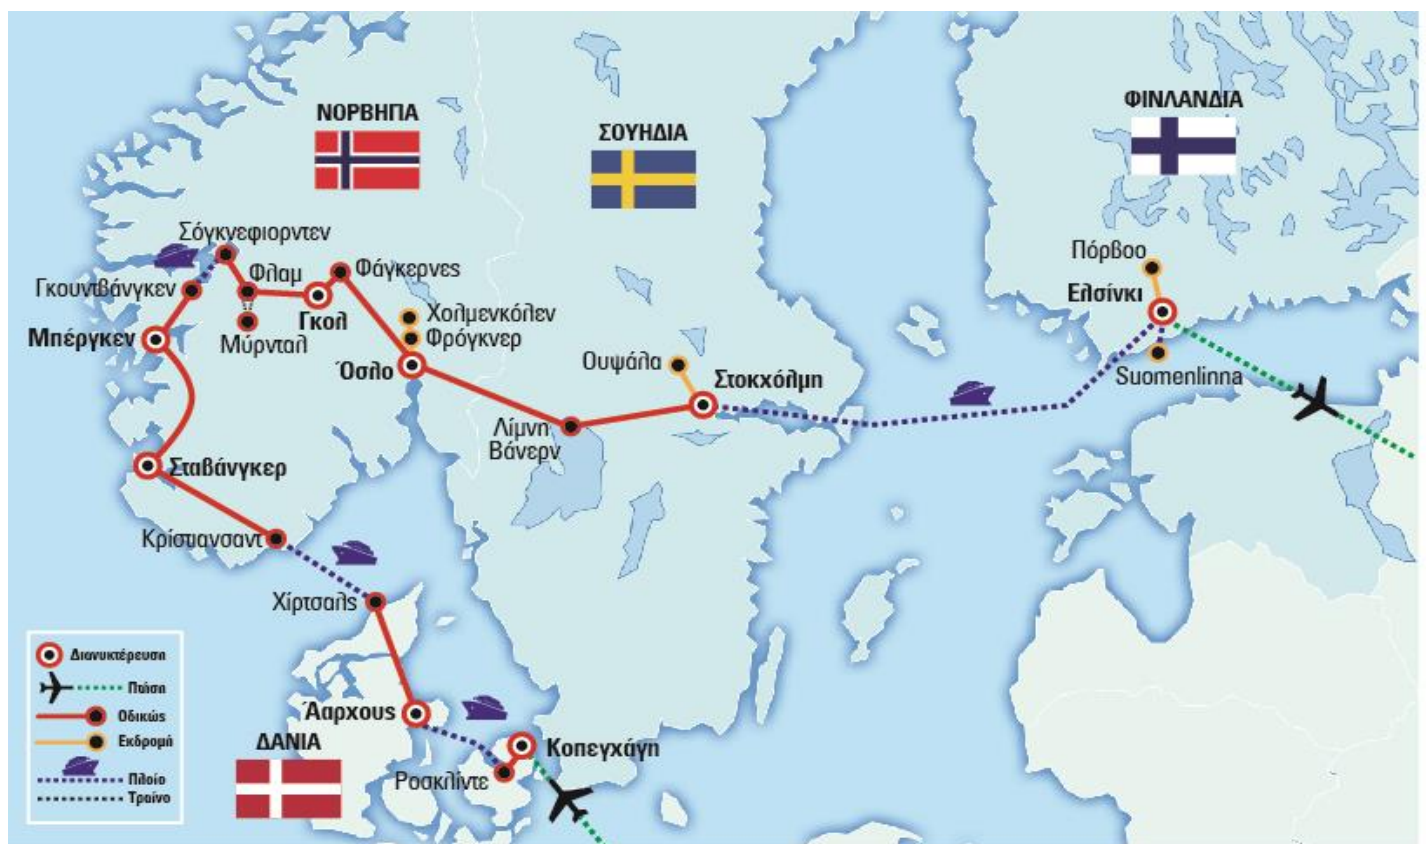 ΝΟΡΒΗΓΙΑ
ΣΟΥΗΔΙΑ
ΦΙΝΛΑΝΔΙΑ
Σόγκνεφιορντεν
Φλαμ
Φάγκερνες
Γκουντβάνγκεν
Γκολ
Μπέργκεν
Μύρνταλ
Χολμενκόλεν
Φρόγκνερ
Όσλο
Ουψάλα
Στοκχόλμη
Πόρβοο
Ελσίνκι
Suomenlinna
Λίμνη
Βάνερν
Σταβάνγκερ
Κρίστιανσαντ
Χίρτσαλς
Άαρχους
Κοπεγχάγη
Ροσκλίντε
ΔΑΝΙΑ
Διανυκτέρευση
Πτήση
Οδικώς
Εκδρομή
Πλοίο
Τραίνο